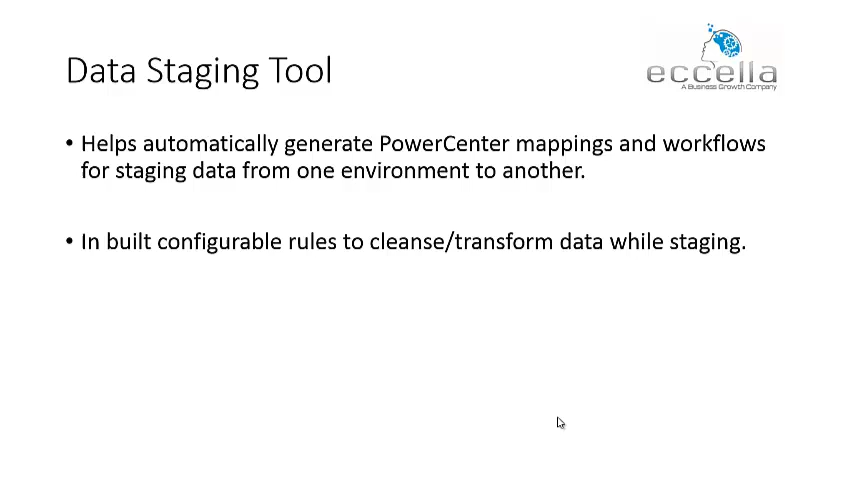 Data Staging Tool
eccella
A Business Growth Company
• Helps automatically generate PowerCenter mappings and workflows
for staging data from one environment to another.
• In built configurable rules to cleanse/transform data while staging.